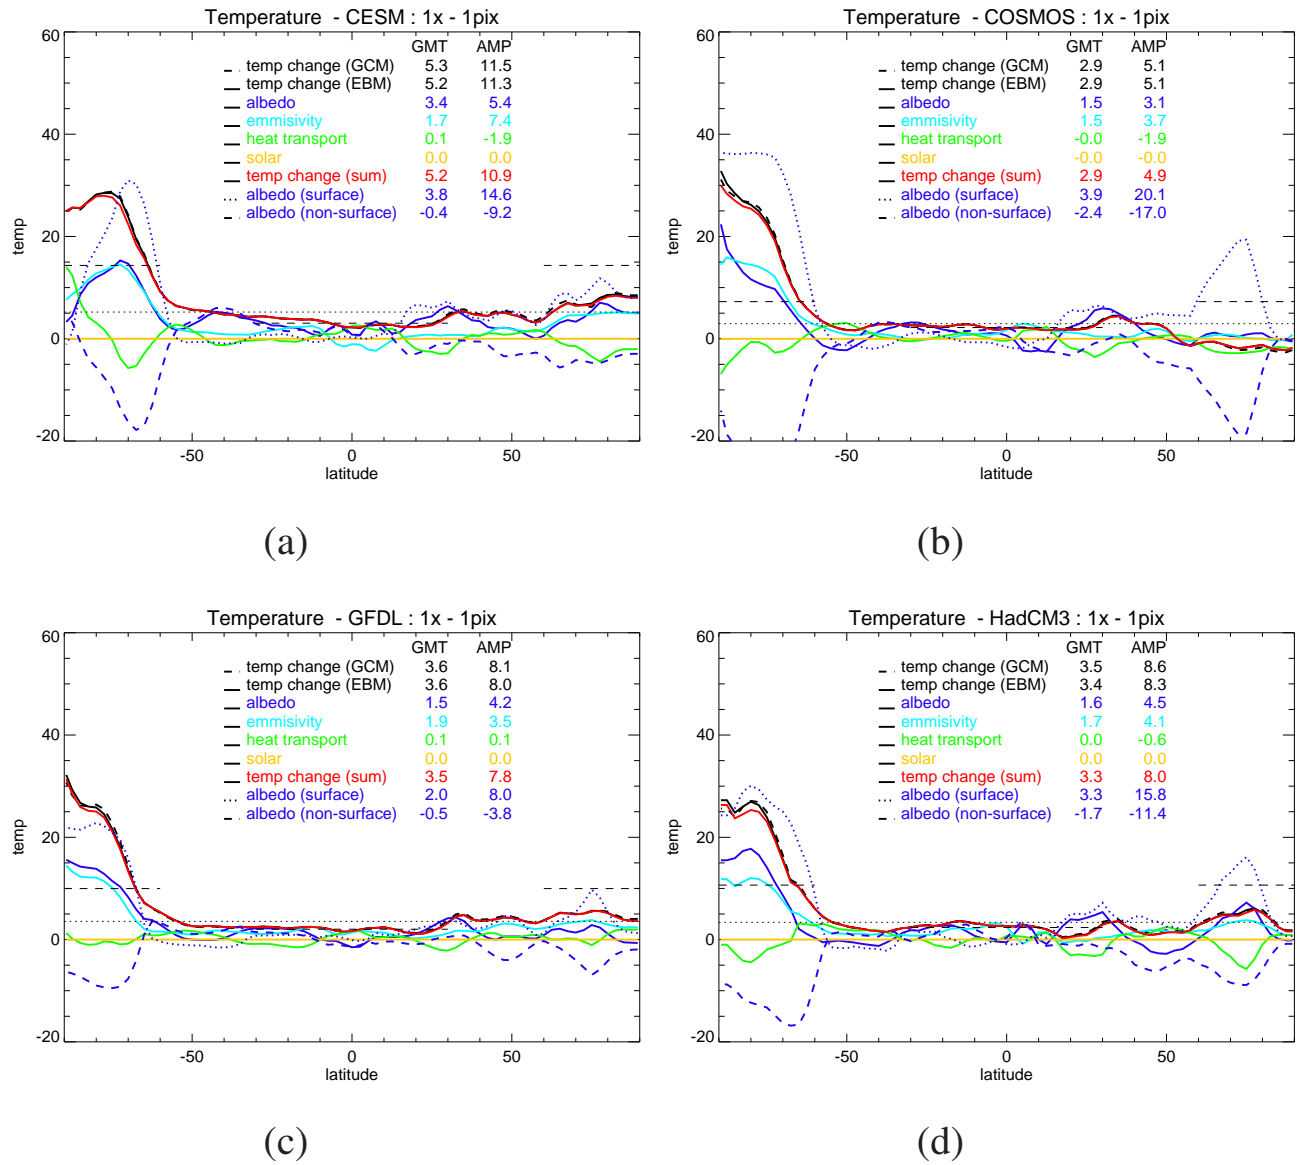 Temperature - CESM : 1x - 1pix
GMT AMP
temp change (GCM) 5.3 11.5
temp change (EBM) 5.2 11.3
albedo 3.4 5.4
emmisivity 1.7 7.4
heat transport 0.1 -1.9
solar 0.0 0.0
temp change (sum) 5.2 10.9
albedo (surface) 3.8 14.6
albedo (non-surface) -0.4 -9.2
60
40
20
0
-20
temp
-50 0 50
latitude
(a)
Temperature - COSMOS : 1x - 1pix
GMT AMP
temp change (GCM) 2.9 5.1
temp change (EBM) 2.9 5.1
albedo 1.5 3.1
emmisivity 1.5 3.7
heat transport -0.0 -1.9
solar -0.0 -0.0
temp change (sum) 2.9 4.9
albedo (surface) 3.9 20.1
albedo (non-surface) -2.4 -17.0
60
40
20
0
-20
temp
-50 0 50
latitude
(b)
Temperature - GFDL : 1x - 1pix
GMT AMP
temp change (GCM) 3.6 8.1
temp change (EBM) 3.6 8.0
albedo 1.5 4.2
emmisivity 1.9 3.5
heat transport 0.1 0.1
solar 0.0 0.0
temp change (sum) 3.5 7.8
albedo (surface) 2.0 8.0
albedo (non-surface) -0.5 -3.8
60
40
20
0
-20
temp
-50 0 50
latitude
(c)
Temperature - HadCM3 : 1x - 1pix
GMT AMP
temp change (GCM) 3.5 8.6
temp change (EBM) 3.4 8.3
albedo 1.6 4.5
emmisivity 1.7 4.1
heat transport 0.0 -0.6
solar 0.0 0.0
temp change (sum) 3.3 8.0
albedo (surface) 3.3 15.8
albedo (non-surface) -1.7 -11.4
60
40
20
0
-20
temp
-50 0 50
latitude
(d)